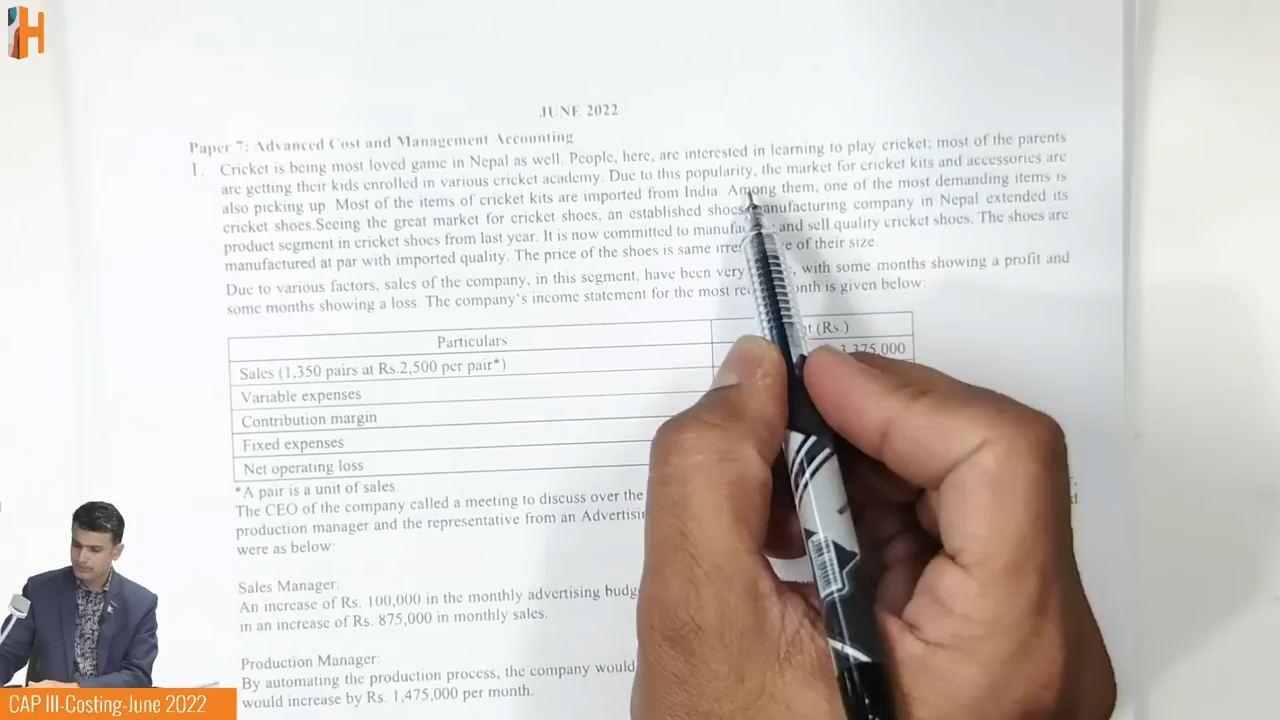 H
JUNE 2022
Paper 7: Advanced Cost and Management Accounting
1. Cricket is being most loved game in Nepal as well. People, here, are interested in learning to play cricket; most of the parents
are getting their kids enrolled in various cricket academy. Due to this popularity, the market for cricket kits and accessories are
also picking up. Most of the items of cricket kits are imported from India. Among them, one of the most demanding items is
cricket shoes.Seeing the great market for cricket shoes, an established shoes manufacturing company in Nepal extended its
product segment in cricket shoes from last year. It is now committed to and sell quality cricket shoes. The shoes are
manufactured at par with imported quality. The price of the shoes is same of their size.
Due to various factors, sales of the company, in this segment, have been very with some months showing a profit and
some months showing a loss. The company's income statement for the most is given below:
Particulars (Rs.)
Sales (1,350 pairs at Rs.2,500 per pair*) 3,375,000
Variable expenses
Contribution margin
Fixed expenses
Net operating loss
*A pair is a unit of sales.
The CEO of the company called a meeting to discuss over the
production manager and the representative from an
were as below:
Sales Manager:
An increase of Rs. 100,000 in the monthly advertising
in an increase of Rs. 875,000 in monthly sales.
Production Manager:
By automating the production process, the company would
would increase by Rs. 1,475,000 per month.
CAP III-Costing-June 2022